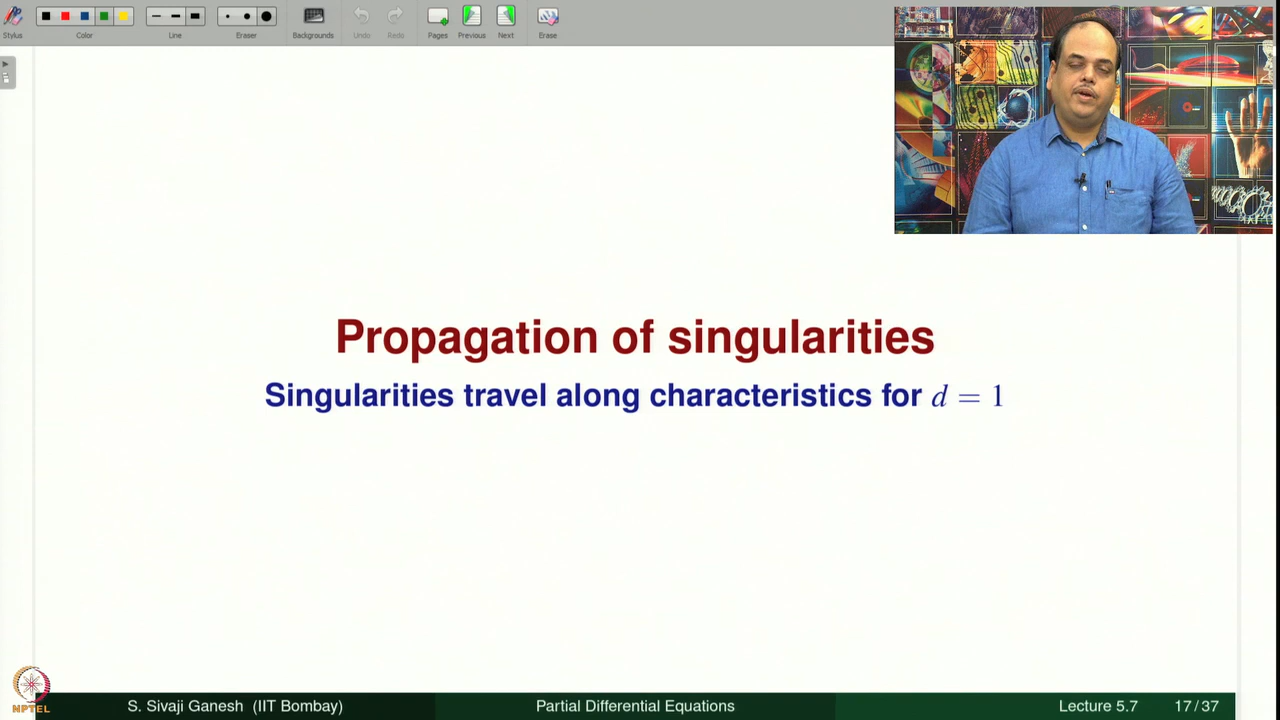 Stylus Color Line Eraser Backgrounds Undo Redo Pages Previous Next Erase
Propagation of singularities
Singularities travel along characteristics for d = 1
NPTEL
S. Sivaji Ganesh (IIT Bombay) Partial Differential Equations Lecture 5.7 17/37